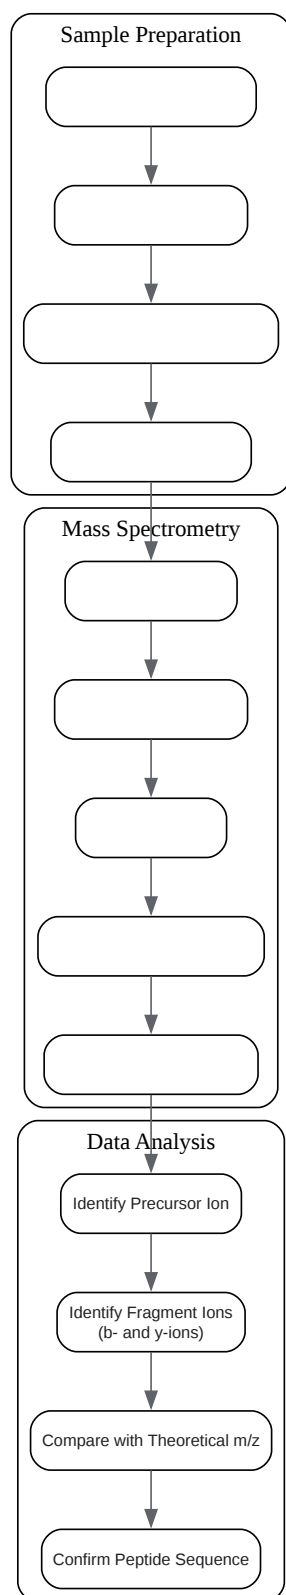 Sample Preparation
Mass Spectrometry
Data Analysis
Identify Precursor Ion
Identify Fragment Ions
(b- and y-ions)
Compare with Theoretical m/z
Confirm Peptide Sequence